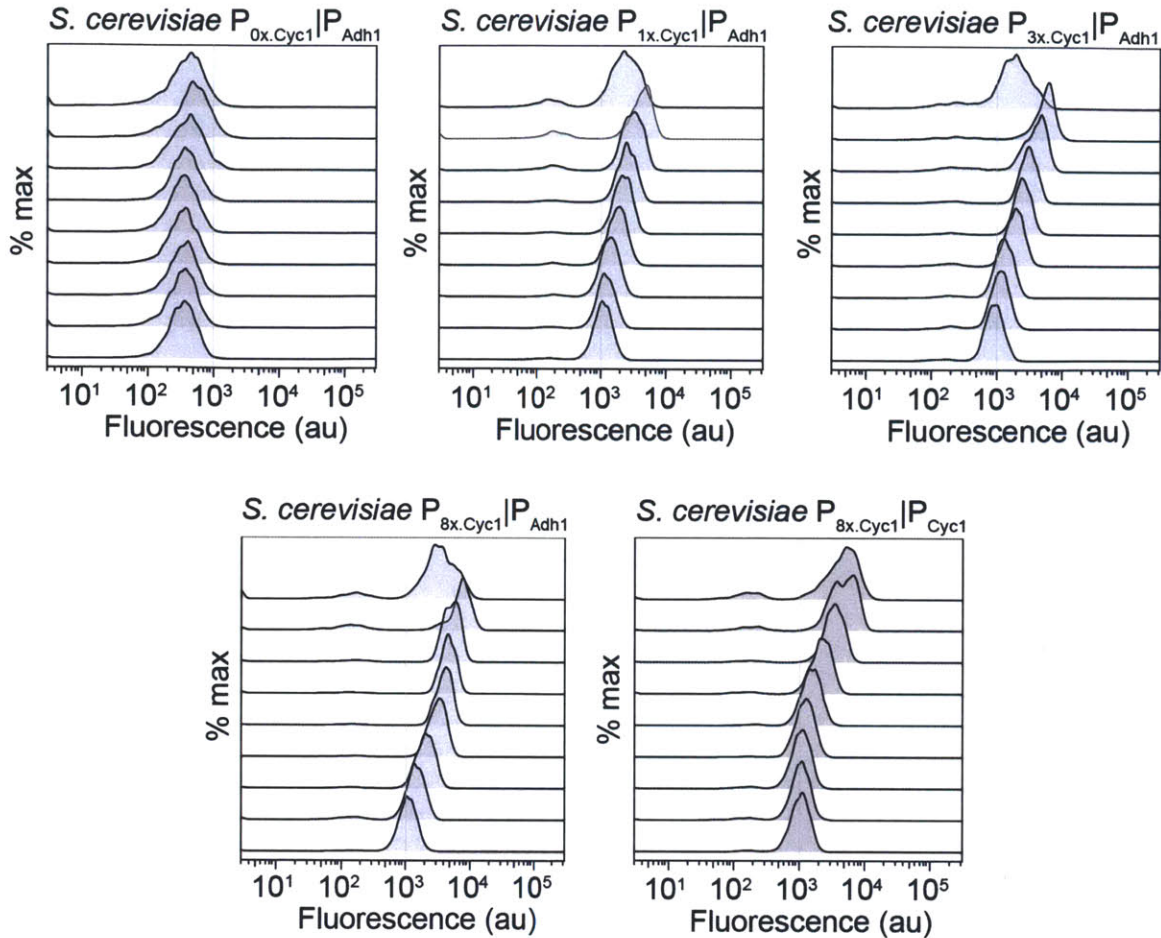 S. cerevisiae P0x.Cyc1|PAdh1
% max
10¹ 10² 10³ 10⁴ 10⁵
Fluorescence (au)
S. cerevisiae P1x.Cyc1|PAdh1
% max
10¹ 10² 10³ 10⁴ 10⁵
Fluorescence (au)
S. cerevisiae P3x.Cyc1|PAdh1
% max
10¹ 10² 10³ 10⁴ 10⁵
Fluorescence (au)
S. cerevisiae P8x.Cyc1|PAdh1
% max
10¹ 10² 10³ 10⁴ 10⁵
Fluorescence (au)
S. cerevisiae P8x.Cyc1|PCyc1
% max
10¹ 10² 10³ 10⁴ 10⁵
Fluorescence (au)